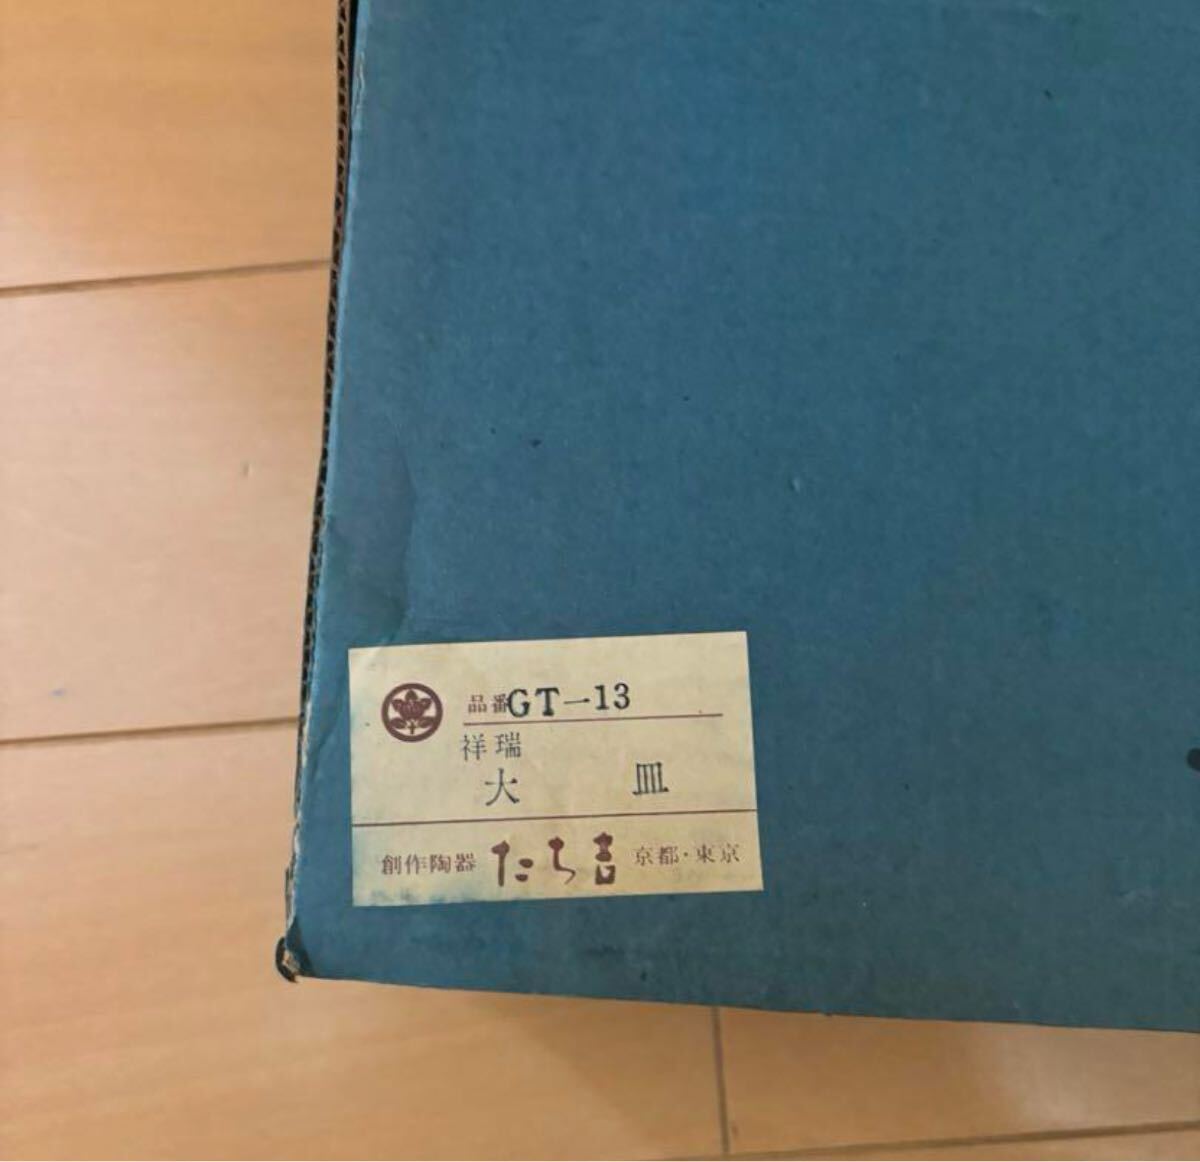 品番GT-13
祥瑞
大 皿
創作陶器 たち吉 京都・東京